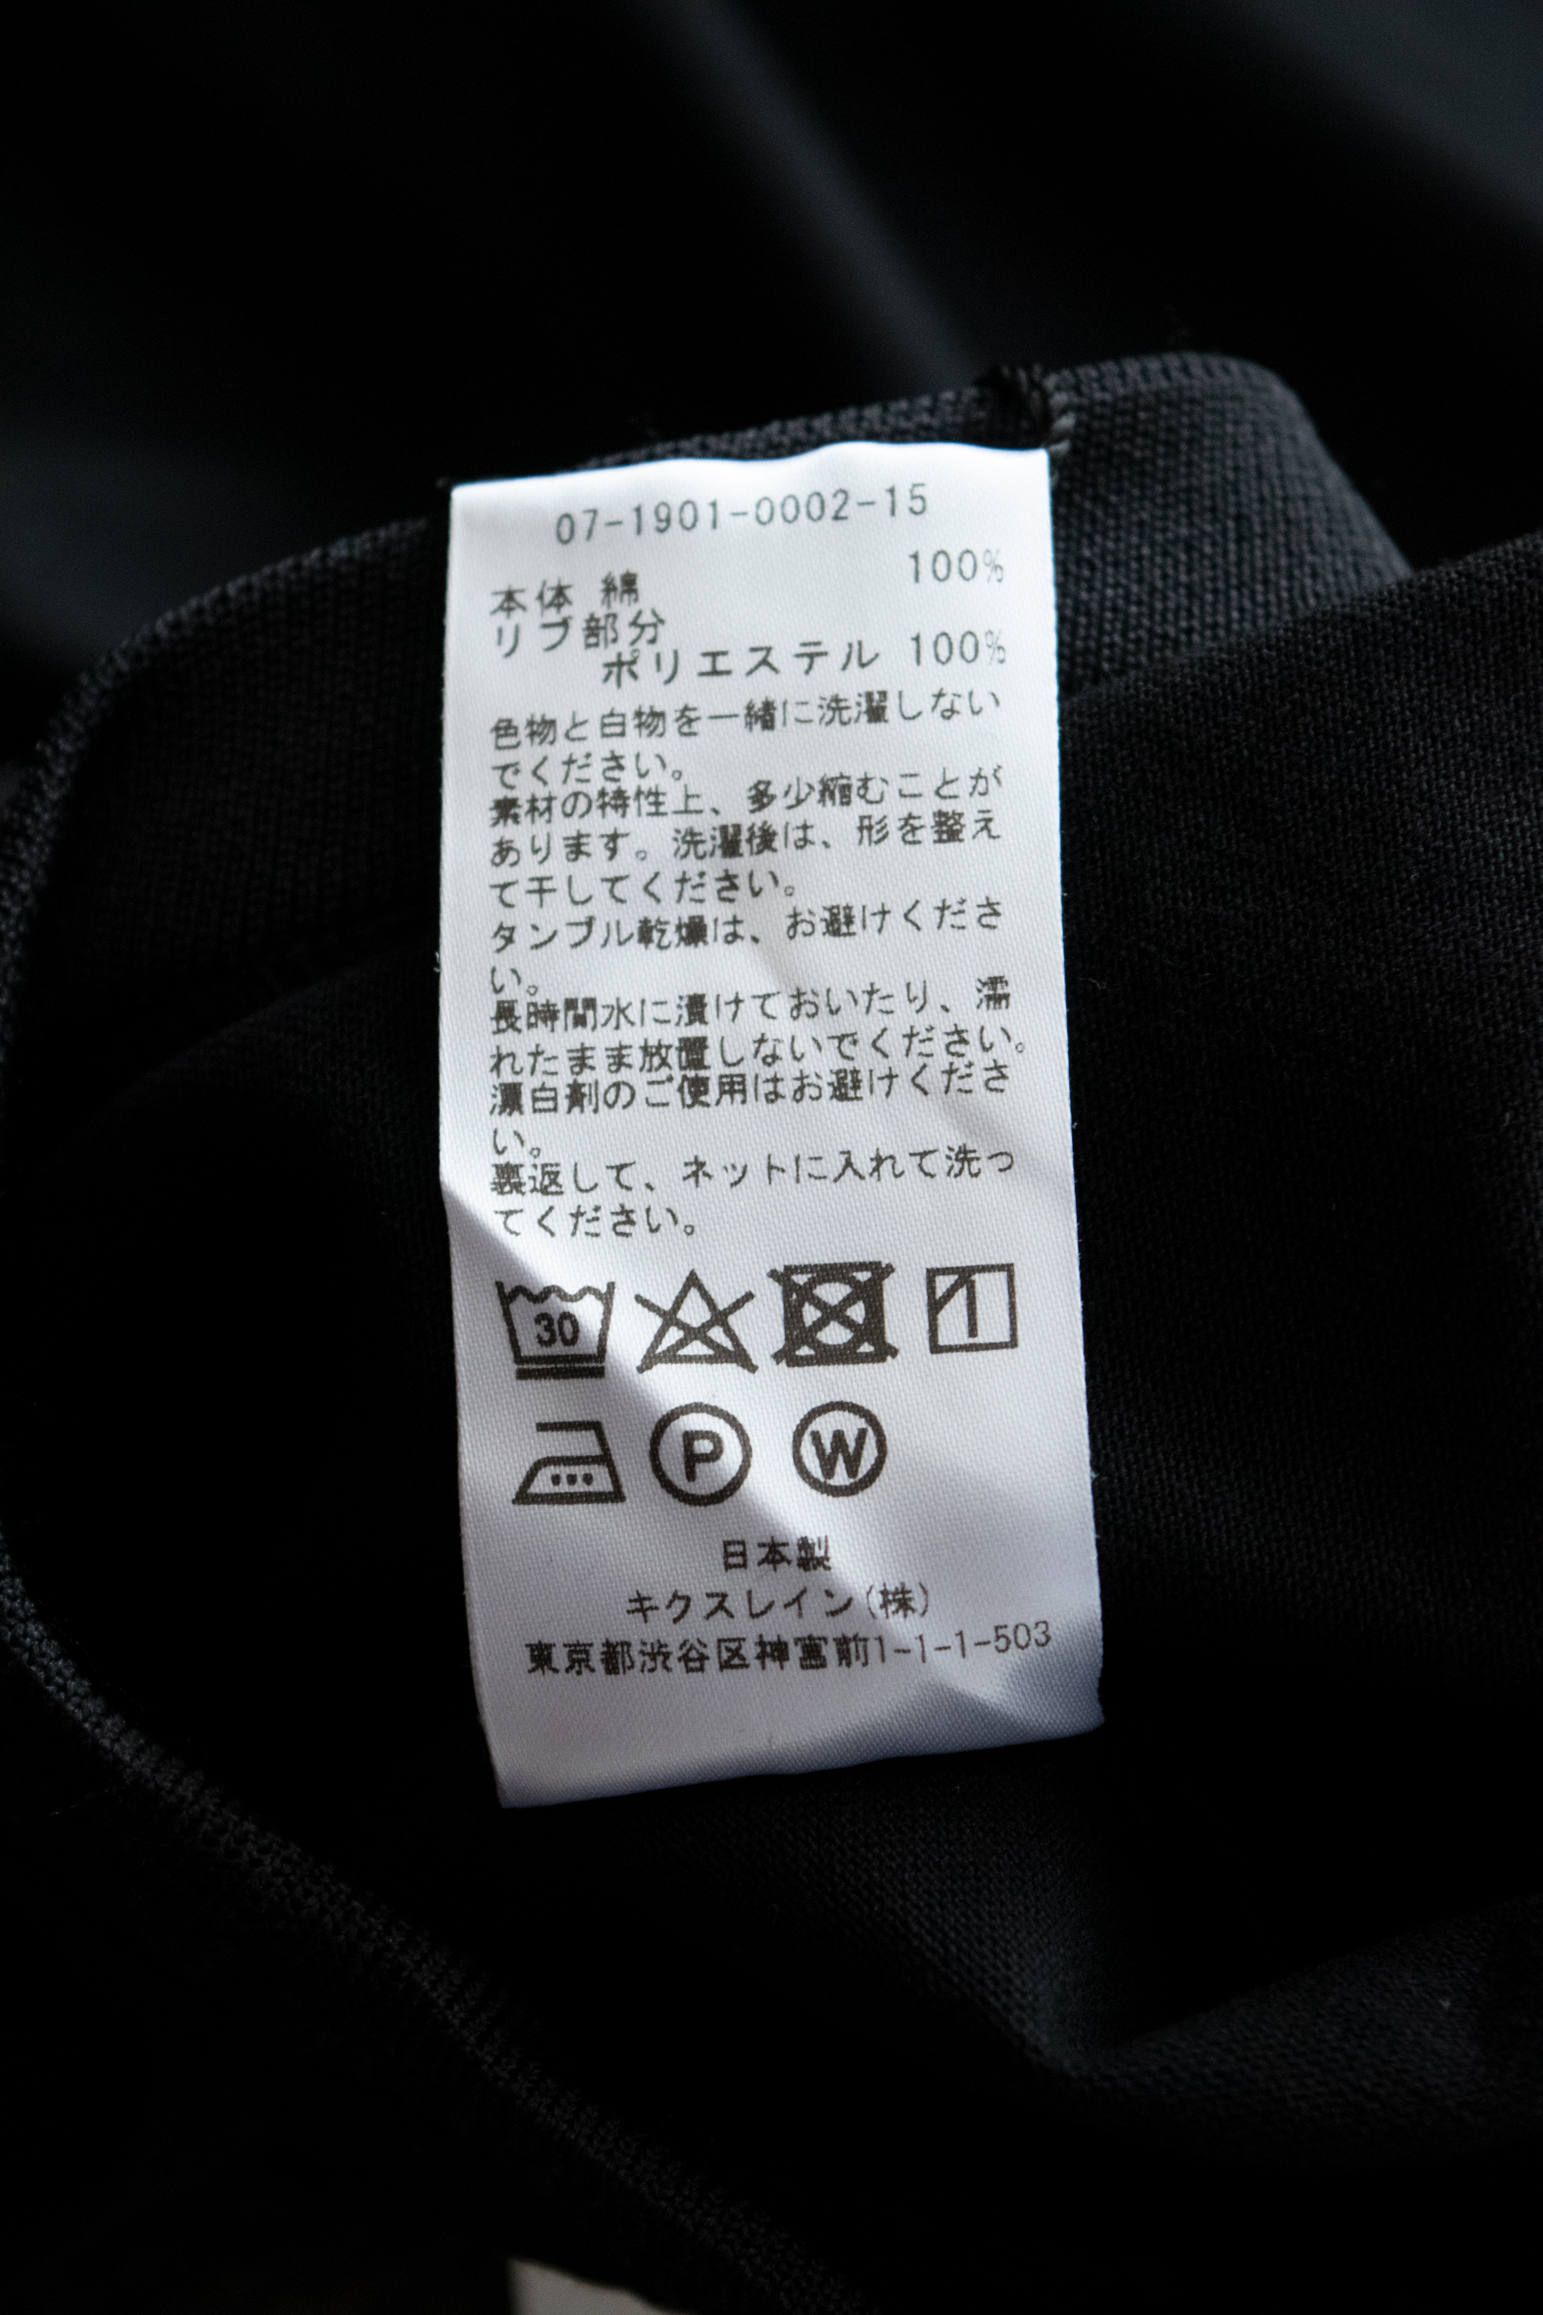 07-1901-0002-15
本体 綿 100%
リブ部分
ポリエステル 100%
色物と白物を一緒に洗濯しない
でください。
素材の特性上、多少縮むことが
あります。洗濯後は、形を整え
て干してください。
タンブル乾燥は、お避けくださ
い。
長時間水に漬けておいたり、濡
れたまま放置しないでください。
漂白剤のご使用はお避けくださ
い。
裏返して、ネットに入れて洗っ
てください。
30
P W
日本製
キクスレイン(株)
東京都渋谷区神宮前1-1-1-503